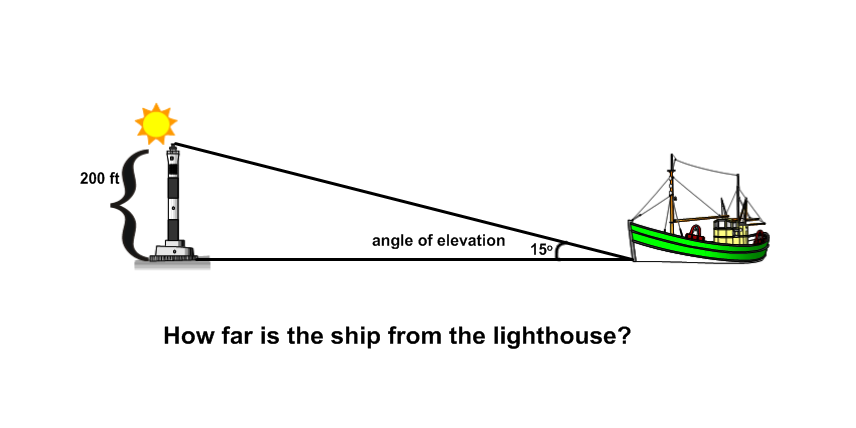 200 ft
angle of elevation
15°
How far is the ship from the lighthouse?